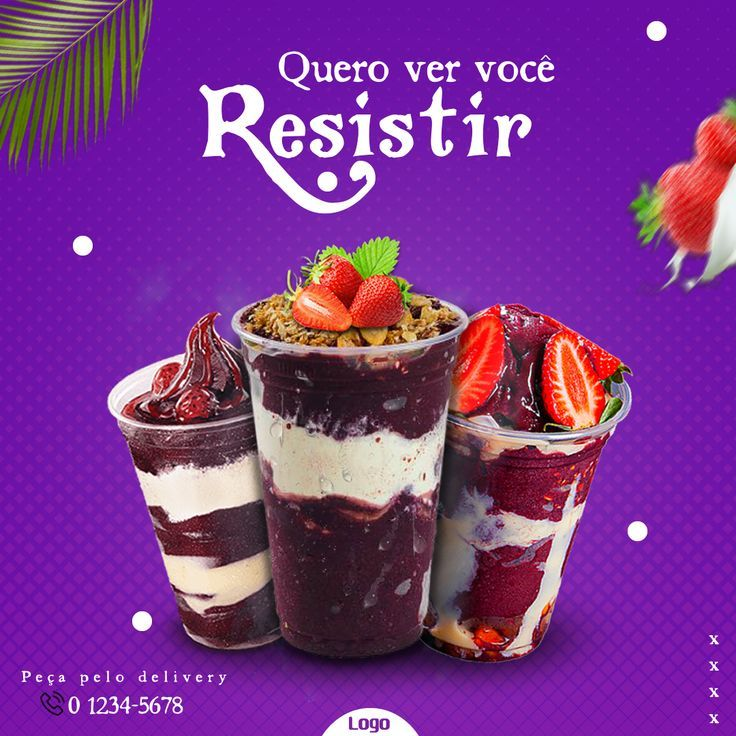 Quero ver você
Resistir
Peça pelo delivery
0 1234-5678
Logo
x
x
x
x